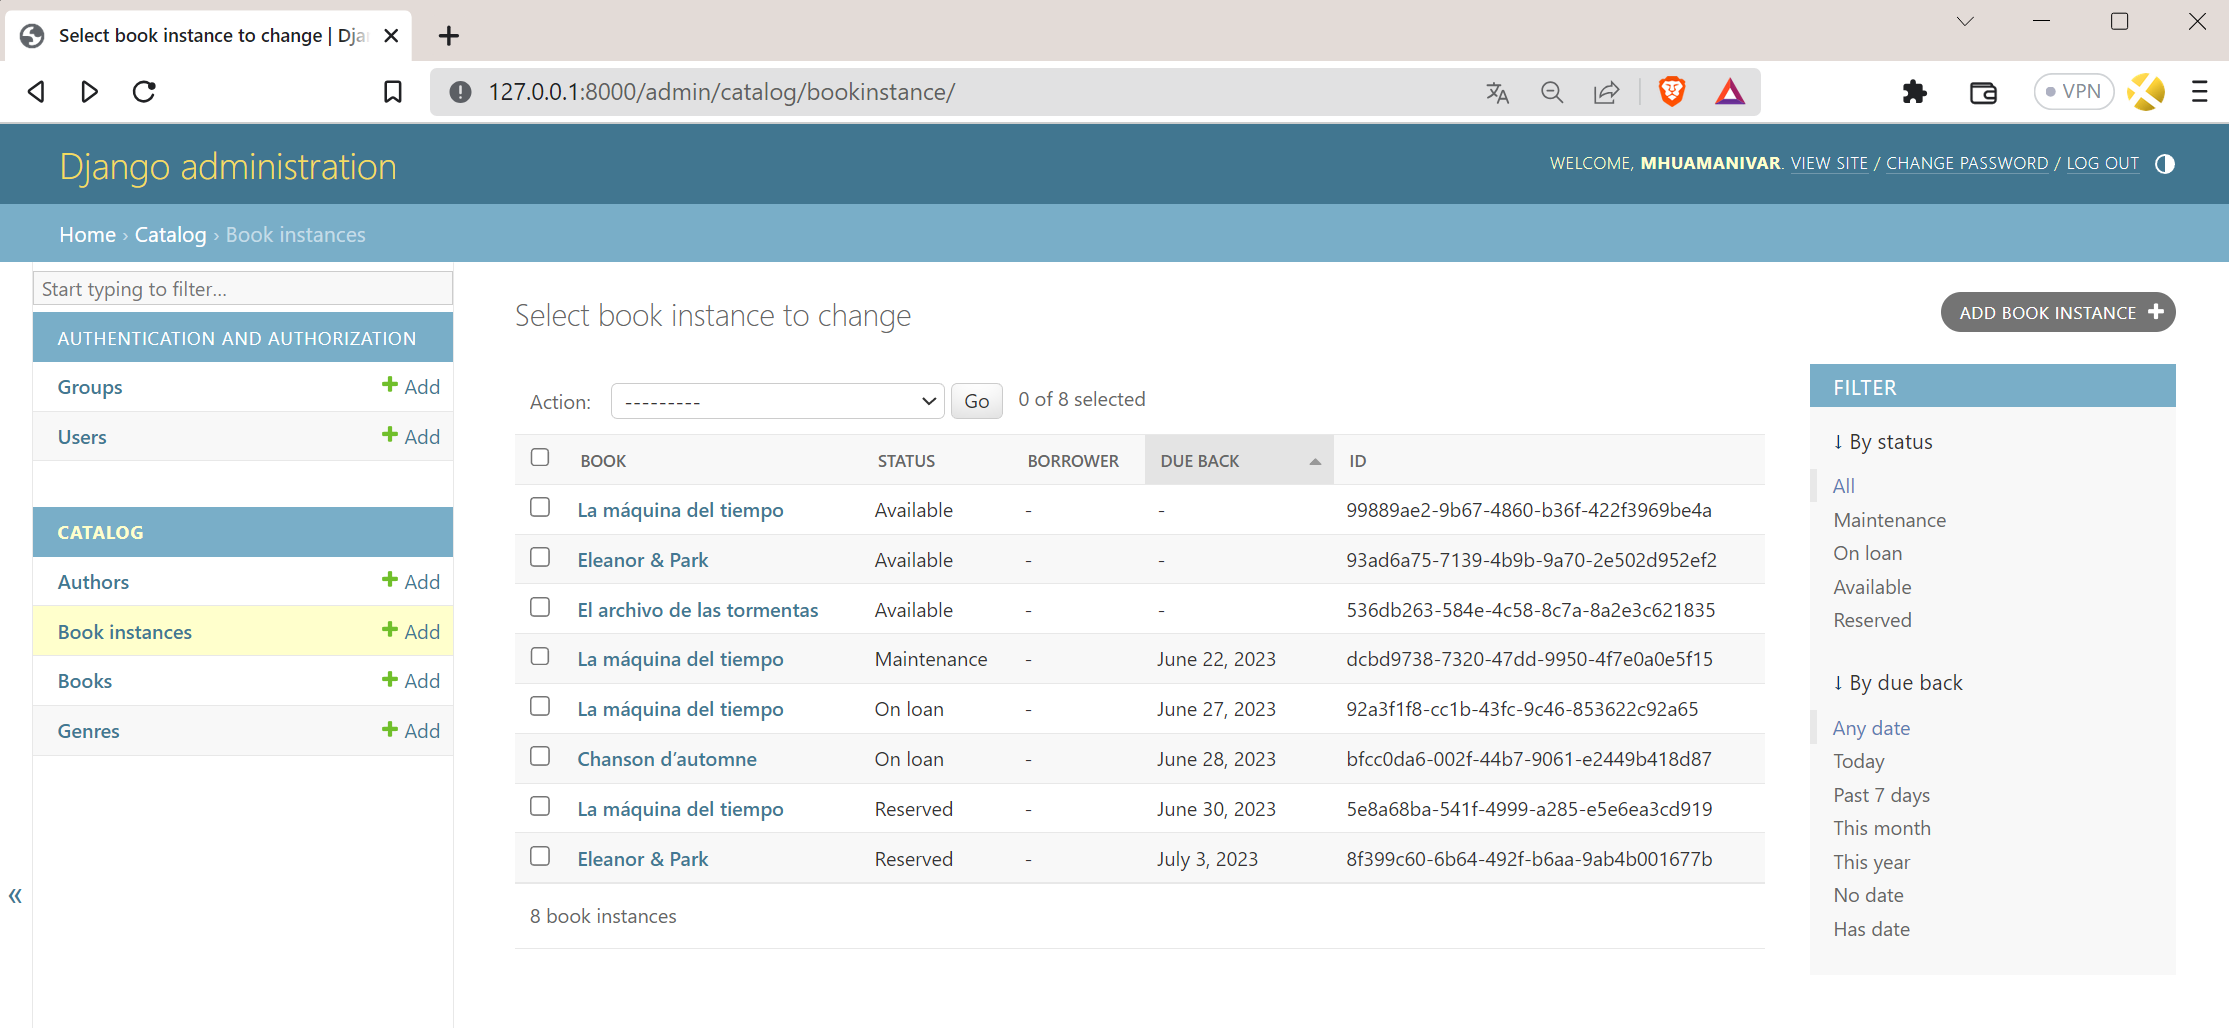 Select book instance to change | Dja
127.0.0.1:8000/admin/catalog/bookinstance/
VPN
Django administration
WELCOME, MHUAMANIVAR. VIEW SITE / CHANGE PASSWORD / LOG OUT
Home › Catalog › Book instances
Start typing to filter...
AUTHENTICATION AND AUTHORIZATION
Groups + Add
Users + Add
CATALOG
Authors + Add
Book instances + Add
Books + Add
Genres + Add
«
Select book instance to change
ADD BOOK INSTANCE +
Action: --------- Go 0 of 8 selected
BOOK STATUS BORROWER DUE BACK ID
La máquina del tiempo Available - - 99889ae2-9b67-4860-b36f-422f3969be4a
Eleanor & Park Available - - 93ad6a75-7139-4b9b-9a70-2e502d952ef2
El archivo de las tormentas Available - - 536db263-584e-4c58-8c7a-8a2e3c621835
La máquina del tiempo Maintenance - June 22, 2023 dcbd9738-7320-47dd-9950-4f7e0a0e5f15
La máquina del tiempo On loan - June 27, 2023 92a3f1f8-cc1b-43fc-9c46-853622c92a65
Chanson d’automne On loan - June 28, 2023 bfcc0da6-002f-44b7-9061-e2449b418d87
La máquina del tiempo Reserved - June 30, 2023 5e8a68ba-541f-4999-a285-e5e6ea3cd919
Eleanor & Park Reserved - July 3, 2023 8f399c60-6b64-492f-b6aa-9ab4b001677b
8 book instances
FILTER
↓ By status
All
Maintenance
On loan
Available
Reserved
↓ By due back
Any date
Today
Past 7 days
This month
This year
No date
Has date